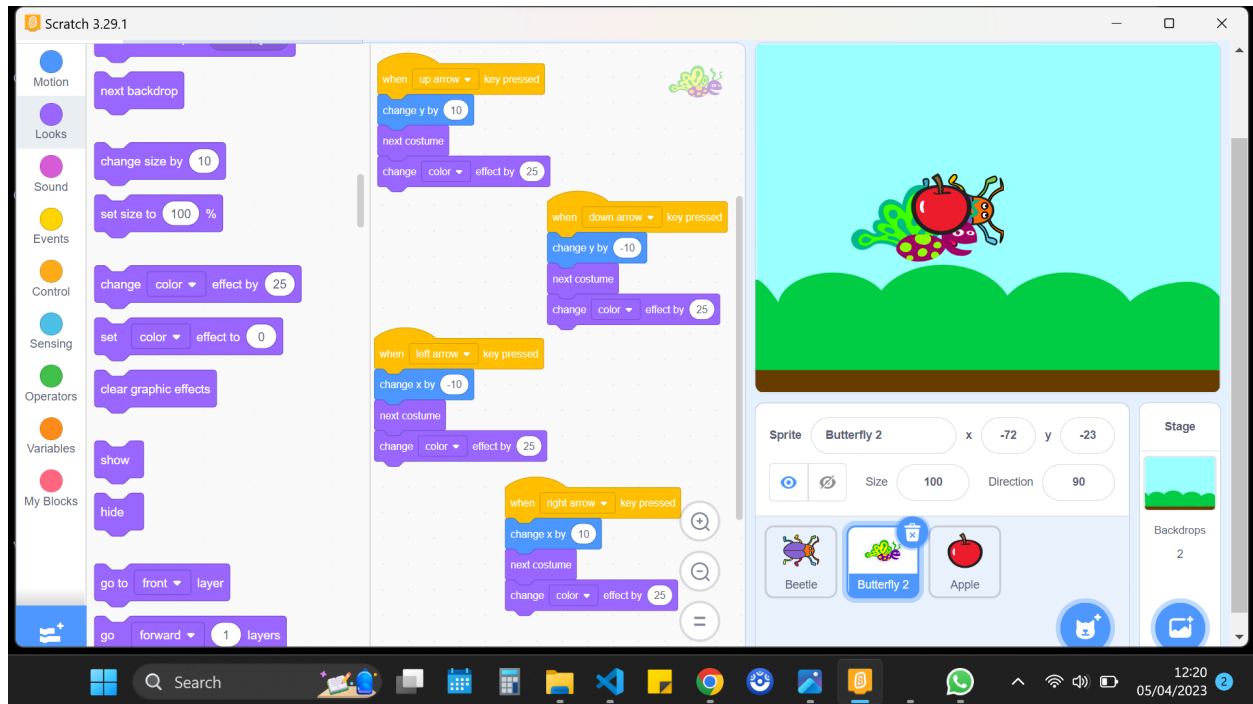 Scratch 3.29.1
Motion
Looks
Sound
Events
Control
Sensing
Operators
Variables
My Blocks
next backdrop
change size by 10
set size to 100 %
change color effect by 25
set color effect to 0
clear graphic effects
show
hide
go to front layer
go forward 1 layers
when up arrow key pressed
change y by 10
next costume
change color effect by 25
when down arrow key pressed
change y by -10
next costume
change color effect by 25
when left arrow key pressed
change x by -10
next costume
change color effect by 25
when right arrow key pressed
change x by 10
next costume
change color effect by 25
Sprite Butterfly 2 x -72 y -23
Size 100 Direction 90
Beetle
Butterfly 2
Apple
Stage
Backdrops
2
Search
12:20
05/04/2023
2